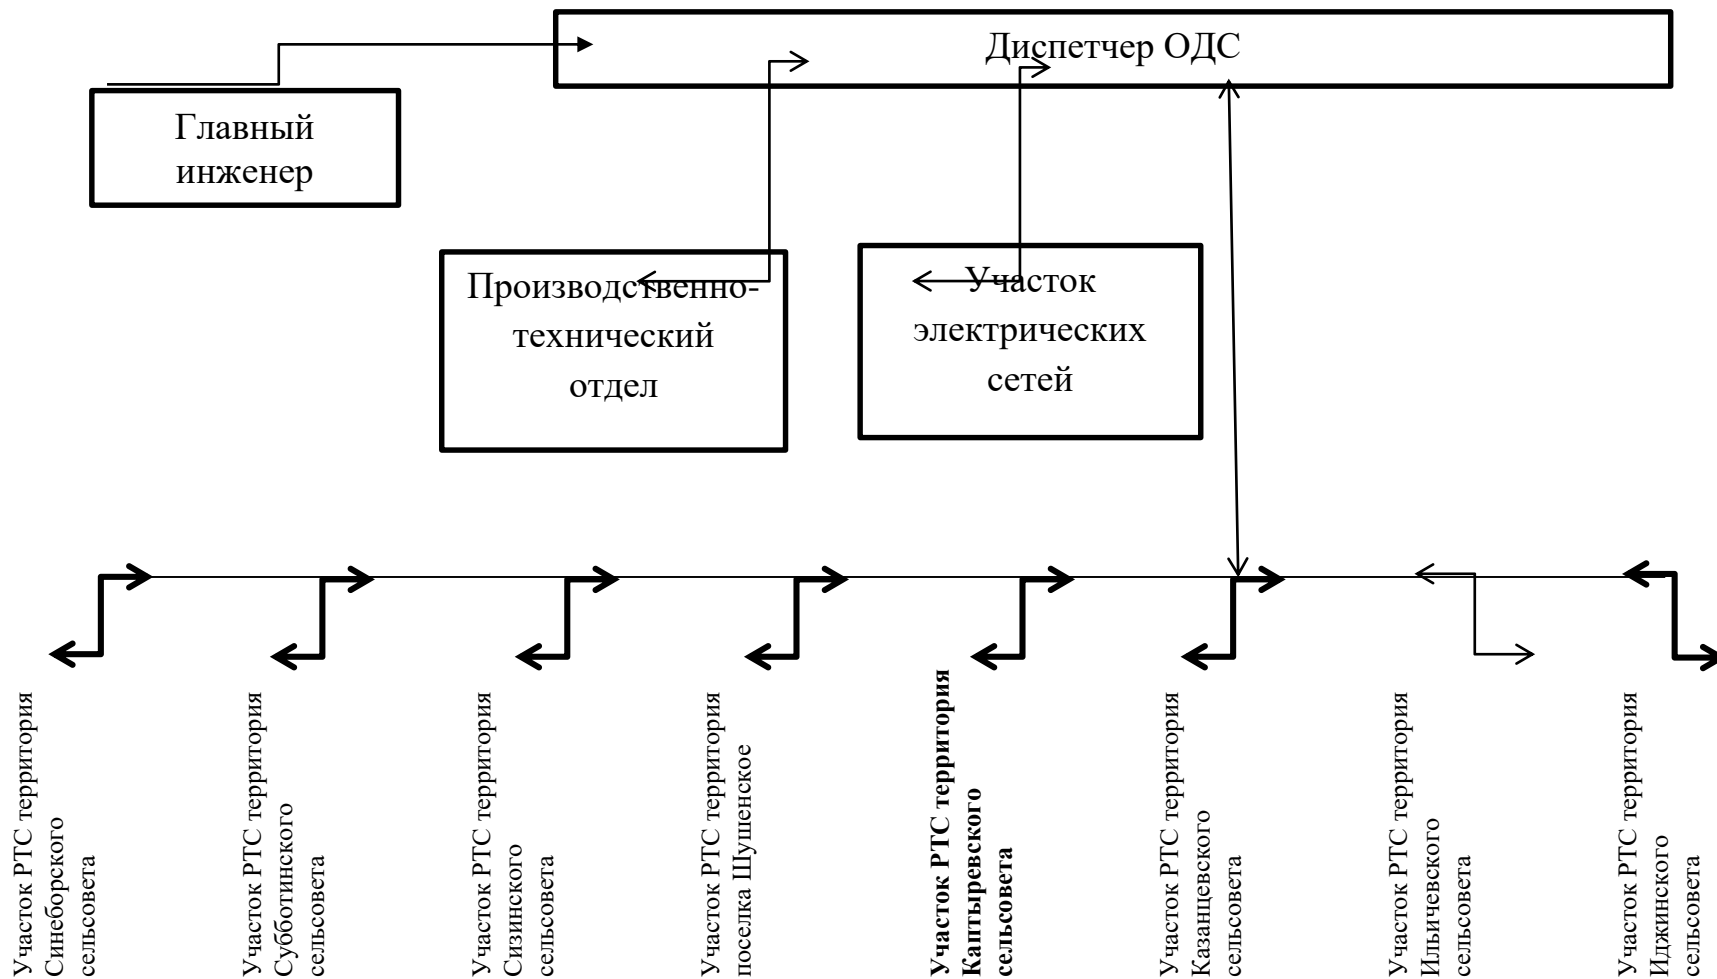 Диспетчер ОДС
Главный
инженер
Производственно-
технический
отдел
Участок
электрических
сетей
Участок РТС территория
Синеборского
сельсовета
Участок РТС территория
Субботинского
сельсовета
Участок РТС территория
Сизинского
сельсовета
Участок РТС территория
поселка Шушенское
Участок РТС территория
Каптыревского
сельсовета
Участок РТС территория
Казанцевского
сельсовета
Участок РТС территория
Ильичевского
сельсовета
Участок РТС территория
Иджинского
сельсовета